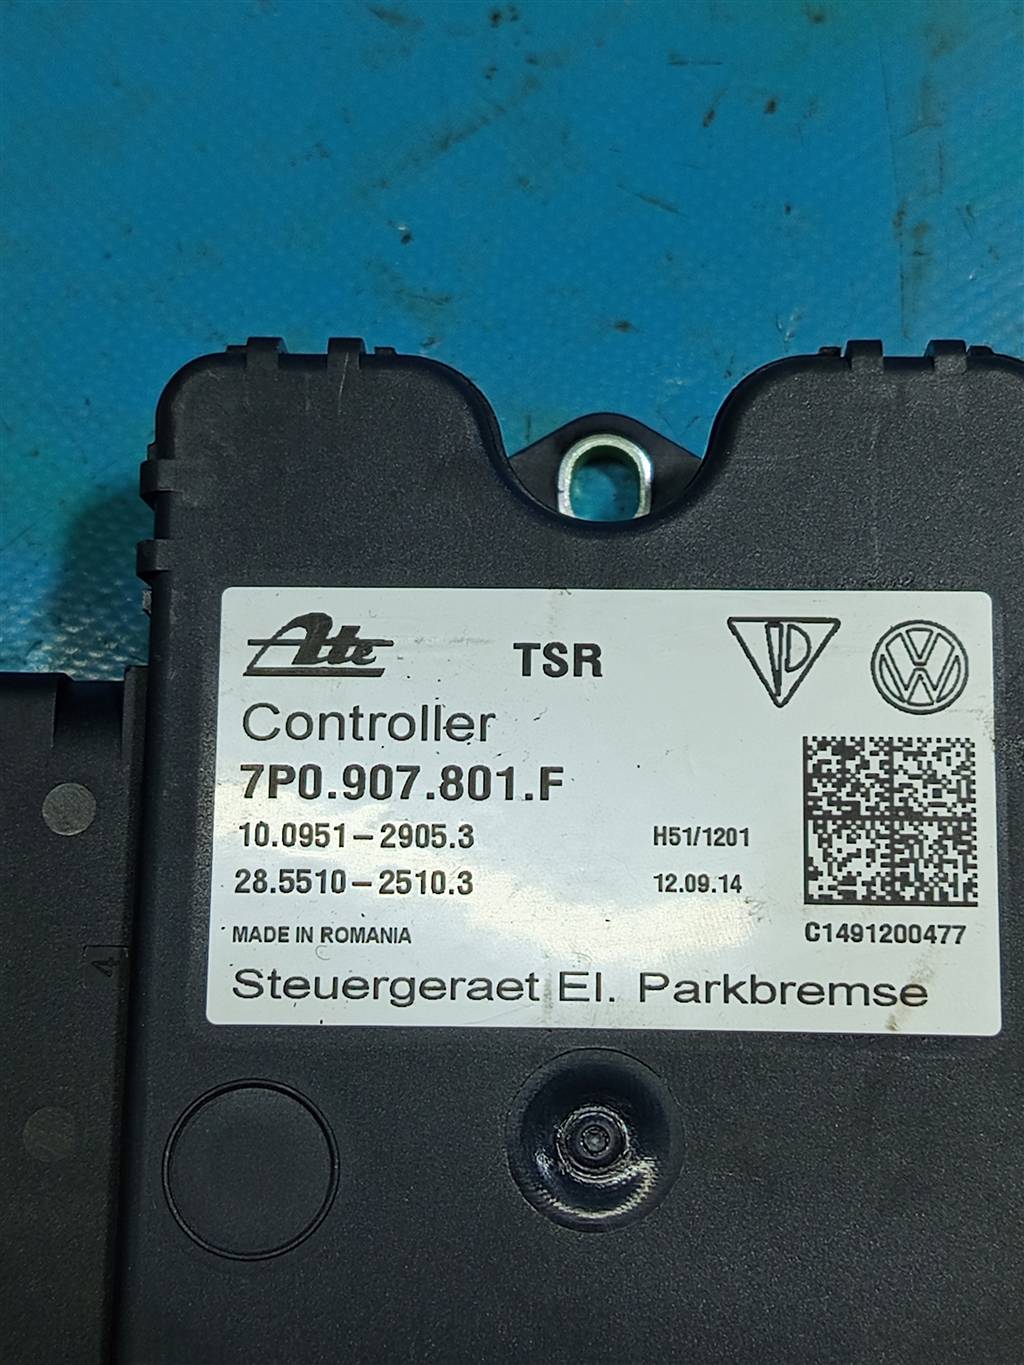 Ate TSR
Controller
7P0.907.801.F
10.0951-2905.3 H51/1201
28.5510-2510.3 12.09.14
MADE IN ROMANIA C1491200477
Steuergeraet El. Parkbremse
4